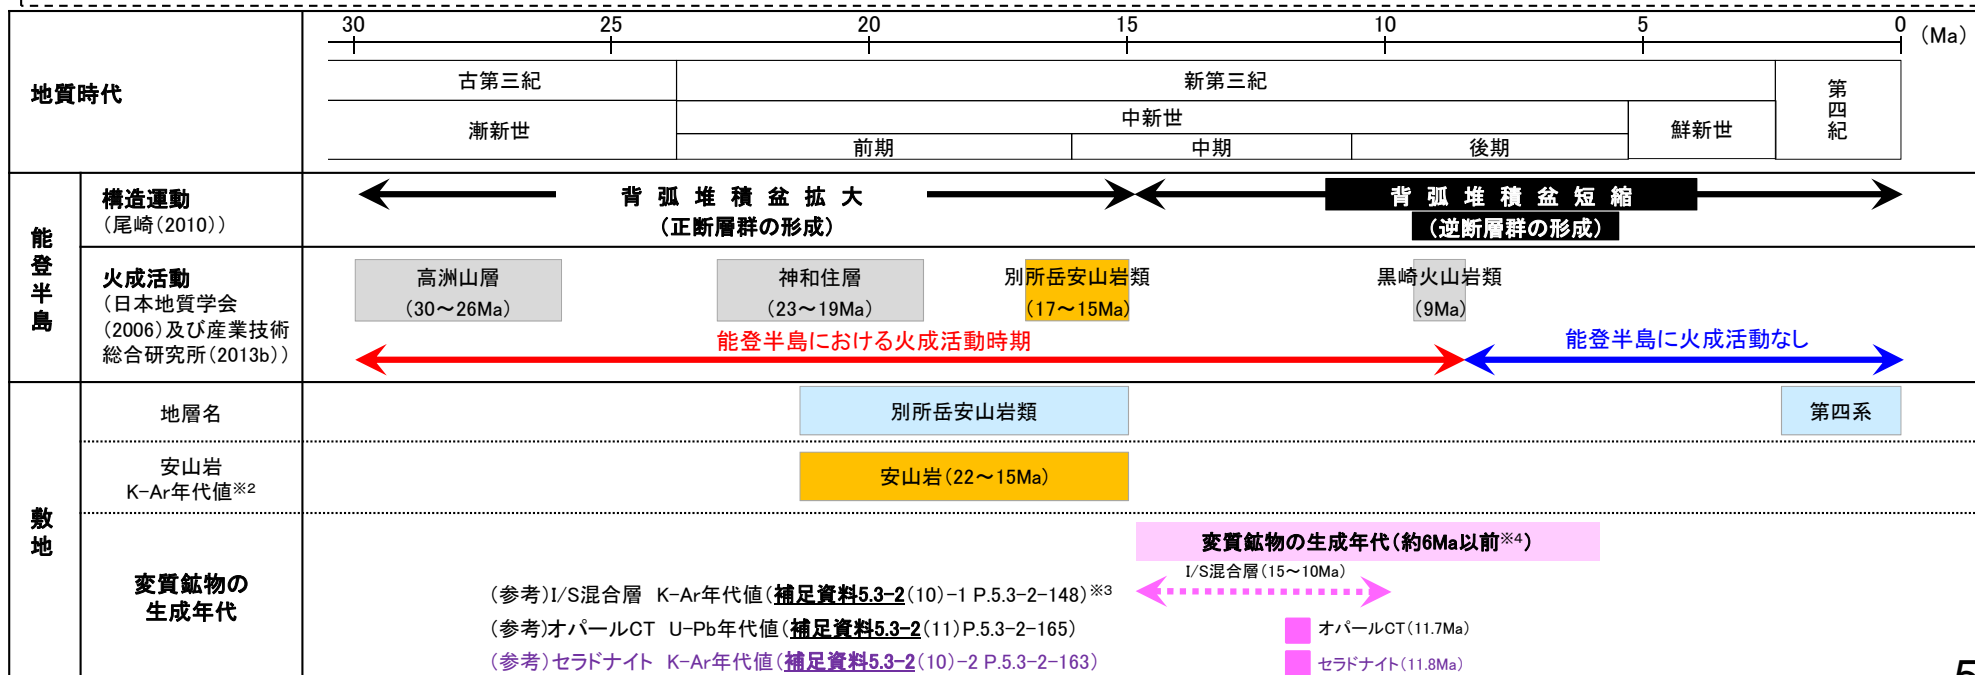 30 25 20 15 10 5 0 (Ma)
地質時代
古第三紀 新第三紀
第四紀
漸新世 中新世 鮮新世
前期 中期 後期
能登半島
構造運動
(尾崎(2010))
背弧堆積盆拡大
(正断層群の形成)
背弧堆積盆短縮
(逆断層群の形成)
火成活動
(日本地質学会
(2006)及び産業技術
総合研究所(2013b))
高洲山層
(30～26Ma)
神和住層
(23～19Ma)
別所岳安山岩類
(17～15Ma)
黒崎火山岩類
(9Ma)
能登半島における火成活動時期
能登半島に火成活動なし
敷地
地層名
別所岳安山岩類
第四系
安山岩
K-Ar年代値※2
安山岩(22～15Ma)
変質鉱物の
生成年代
変質鉱物の生成年代(約6Ma以前※4)
I/S混合層(15～10Ma)
(参考)I/S混合層 K-Ar年代値(補足資料5.3-2(10)-1 P.5.3-2-148)※3
(参考)オパールCT U-Pb年代値(補足資料5.3-2(11)P.5.3-2-165)
オパールCT(11.7Ma)
(参考)セラドナイト K-Ar年代値(補足資料5.3-2(10)-2 P.5.3-2-163)
セラドナイト(11.8Ma)